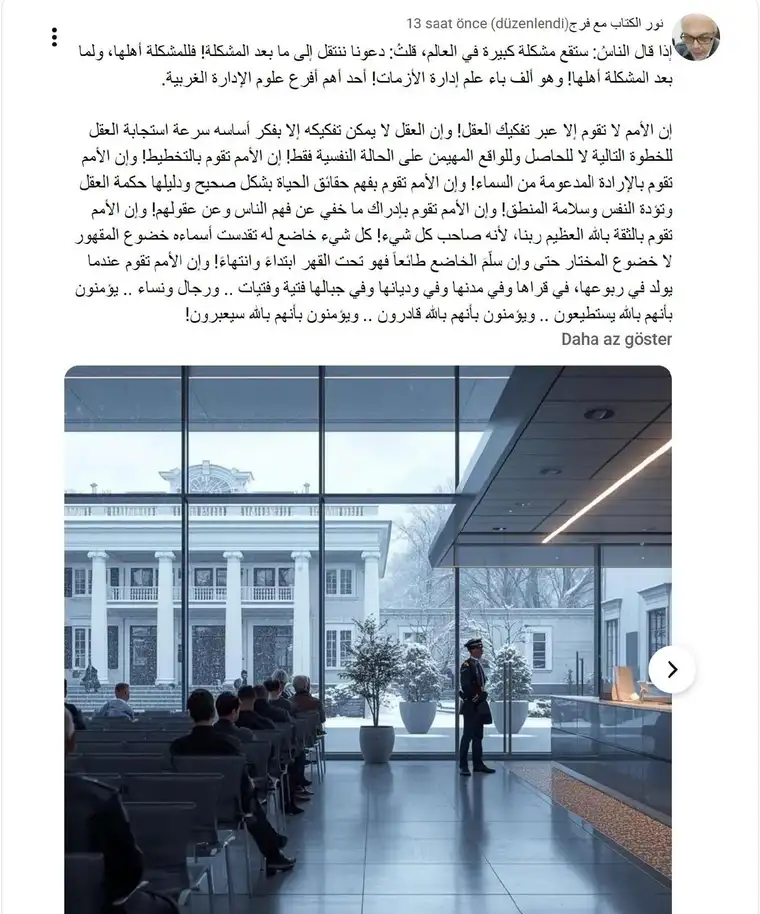 نور الكتاب مع فرج(düzenlendi) 13 saat önce
إذا قال الناسُ: ستقع مشكلة كبيرة في العالم، قلتُ: دعونا ننتقل إلى ما بعد المشكلة! فللمشكلة أهلها، ولما
بعد المشكلة أهلها! وهو ألف باء علم إدارة الأزمات! أحد أهم أفرع علوم الإدارة الغربية.
إن الأمم لا تقوم إلا عبر تفكيك العقل! وإن العقل لا يمكن تفكيكه إلا بفكر أساسه سرعة استجابة العقل
للخطوة التالية لا للحاصل وللواقع المهيمن على الحالة النفسية فقط! إن الأمم تقوم بالتخطيط! وإن الأمم
تقوم بالإرادة المدعومة من السماء! وإن الأمم تقوم بفهم حقائق الحياة بشكل صحيح ودليلها حكمة العقل
وتؤدة النفس وسلامة المنطق! وإن الأمم تقوم بإدراك ما خفي عن فهم الناس وعن عقولهم! وإن الأمم
تقوم بالثقة بالله العظيم ربنا، لأنه صاحب كل شيء! كل شيء خاضع له تقدست أسماءه خضوع المقهور
لا خضوع المختار حتى وإن سلّمَ الخاضع طائعاً فهو تحت القهر ابتداءً وانتهاءً! وإن الأمم تقوم عندما
يولد في ربوعها، في قراها وفي مدنها وفي وديانها وفي جبالها فتية وفتيات .. ورجال ونساء .. يؤمنون
بأنهم بالله يستطيعون .. ويؤمنون بأنهم بالله قادرون .. ويؤمنون بأنهم بالله سيعبرون!
Daha az göster